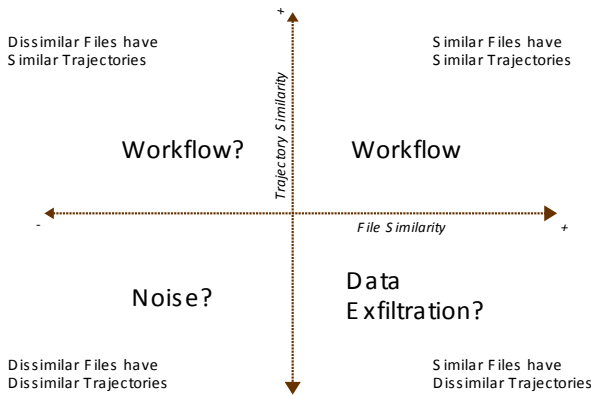 +
Dissimilar Files have
Similar Trajectories
Similar Files have
Similar Trajectories
Trajectory Similarity
Workflow?
Workflow
-
File Similarity
+
Noise?
Data
Exfiltration?
Dissimilar Files have
Dissimilar Trajectories
Similar Files have
Dissimilar Trajectories